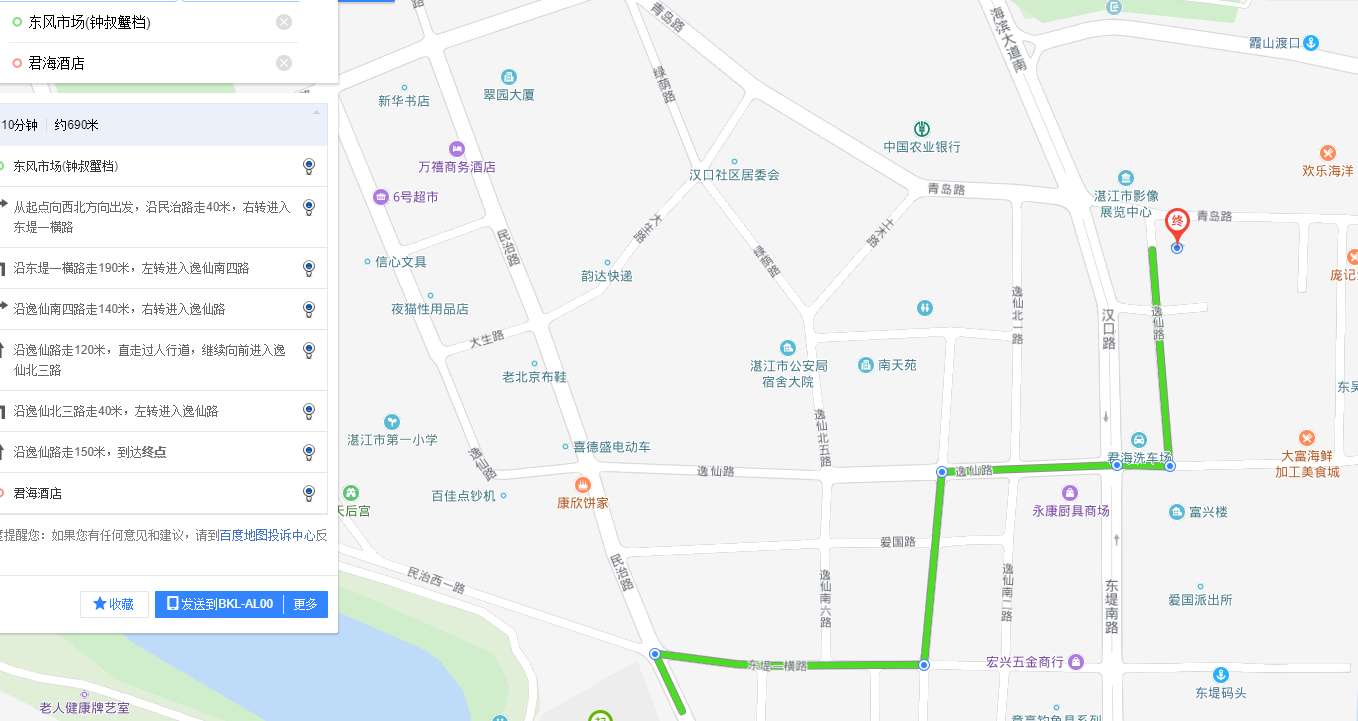 东风市场(钟叔蟹档)
君海酒店
10分钟 约690米
东风市场(钟叔蟹档)
从起点向西北方向出发，沿民治路走40米，右转进入
东堤一横路
沿东堤一横路走190米，左转进入逸仙南四路
沿逸仙南四路走140米，右转进入逸仙路
沿逸仙路走120米，直走过人行道，继续向前进入逸
仙北三路
沿逸仙北三路走40米，左转进入逸仙路
沿逸仙路走150米，到达终点
君海酒店
度提醒您：如果您有任何意见和建议，请到百度地图投诉中心反
收藏
发送到BKL-AL00 更多
青岛路
海滨大道南
霞山渡口
绿荫路
新华书店
翠园大厦
中国农业银行
万禧商务酒店
汉口社区居委会
欢乐海洋
6号超市
青岛路
湛江市影像
展览中心
终
青岛路
大生路
土木路
民治路
绿荫路
信心文具
韵达快递
庞记
夜猫性用品店
逸仙北一路
汉口路
逸仙路
大生路
湛江市公安局
宿舍大院
南天苑
老北京布鞋
东吴
湛江市第一小学
逸仙北五路
喜德盛电动车
君海洗车场
大富海鲜
加工美食城
逸仙路
逸仙路
逸仙路
百佳点钞机
康欣饼家
天后宫
永康厨具商场
富兴楼
爱国路
民治路
民治西一路
逸仙南六路
逸仙南二路
东堤南路
爱国派出所
东堤一横路
宏兴五金商行
东堤码头
老人健康牌艺室
起